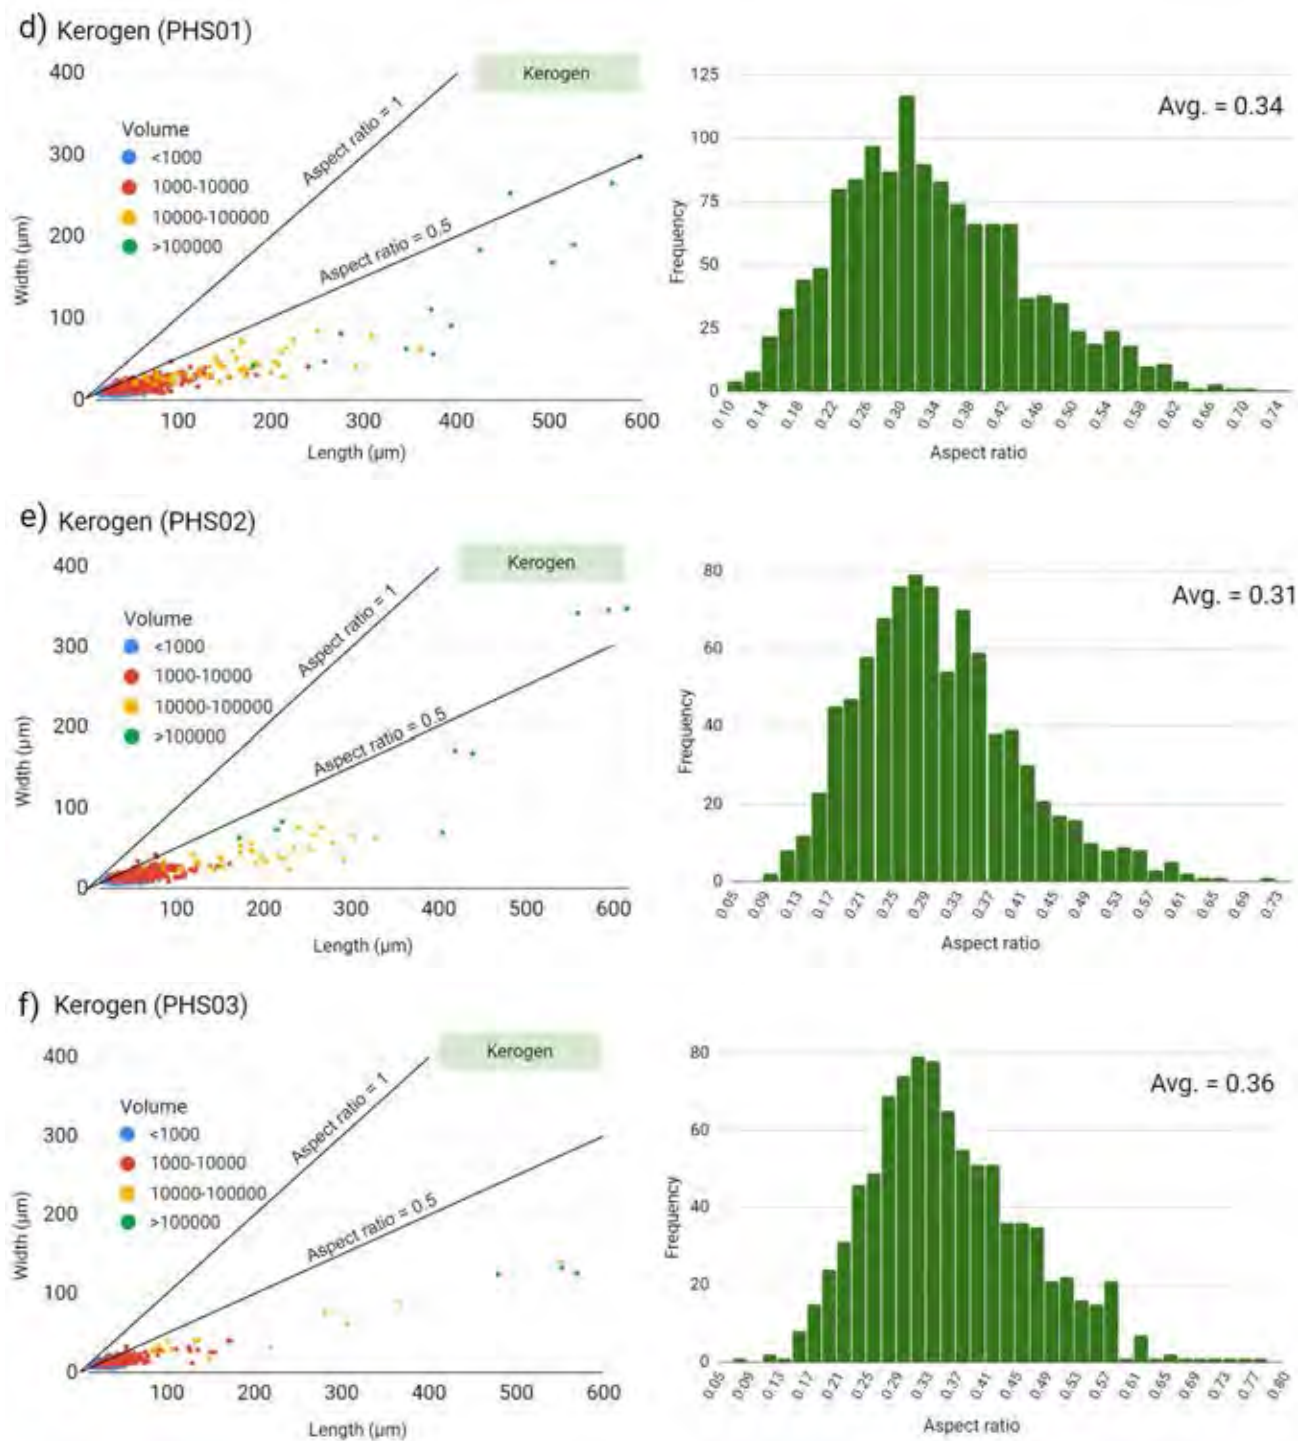 d) Kerogen (PHS01)
400
300
200
100
0
Width (µm)
Volume
<1000
1000-10000
10000-100000
>100000
Aspect ratio = 1
Aspect ratio = 0.5
Kerogen
100 200 300 400 500 600
Length (µm)
125
100
75
50
25
0
Frequency
Avg. = 0.34
0.10 0.14 0.18 0.22 0.26 0.30 0.34 0.38 0.42 0.46 0.50 0.54 0.58 0.62 0.66 0.70 0.74
Aspect ratio
e) Kerogen (PHS02)
400
300
200
100
0
Width (µm)
Volume
<1000
1000-10000
10000-100000
>100000
Aspect ratio = 1
Aspect ratio = 0.5
Kerogen
100 200 300 400 500 600
Length (µm)
80
60
40
20
0
Frequency
Avg. = 0.31
0.05 0.09 0.13 0.17 0.21 0.25 0.29 0.33 0.37 0.41 0.45 0.49 0.53 0.57 0.61 0.65 0.69 0.73
Aspect ratio
f) Kerogen (PHS03)
400
300
200
100
0
Width (µm)
Volume
<1000
1000-10000
10000-100000
>100000
Aspect ratio = 1
Aspect ratio = 0.5
Kerogen
100 200 300 400 500 600
Length (µm)
80
60
40
20
0
Frequency
Avg. = 0.36
0.05 0.09 0.13 0.17 0.21 0.25 0.29 0.33 0.37 0.41 0.45 0.49 0.53 0.57 0.61 0.65 0.69 0.73 0.77 0.80
Aspect ratio